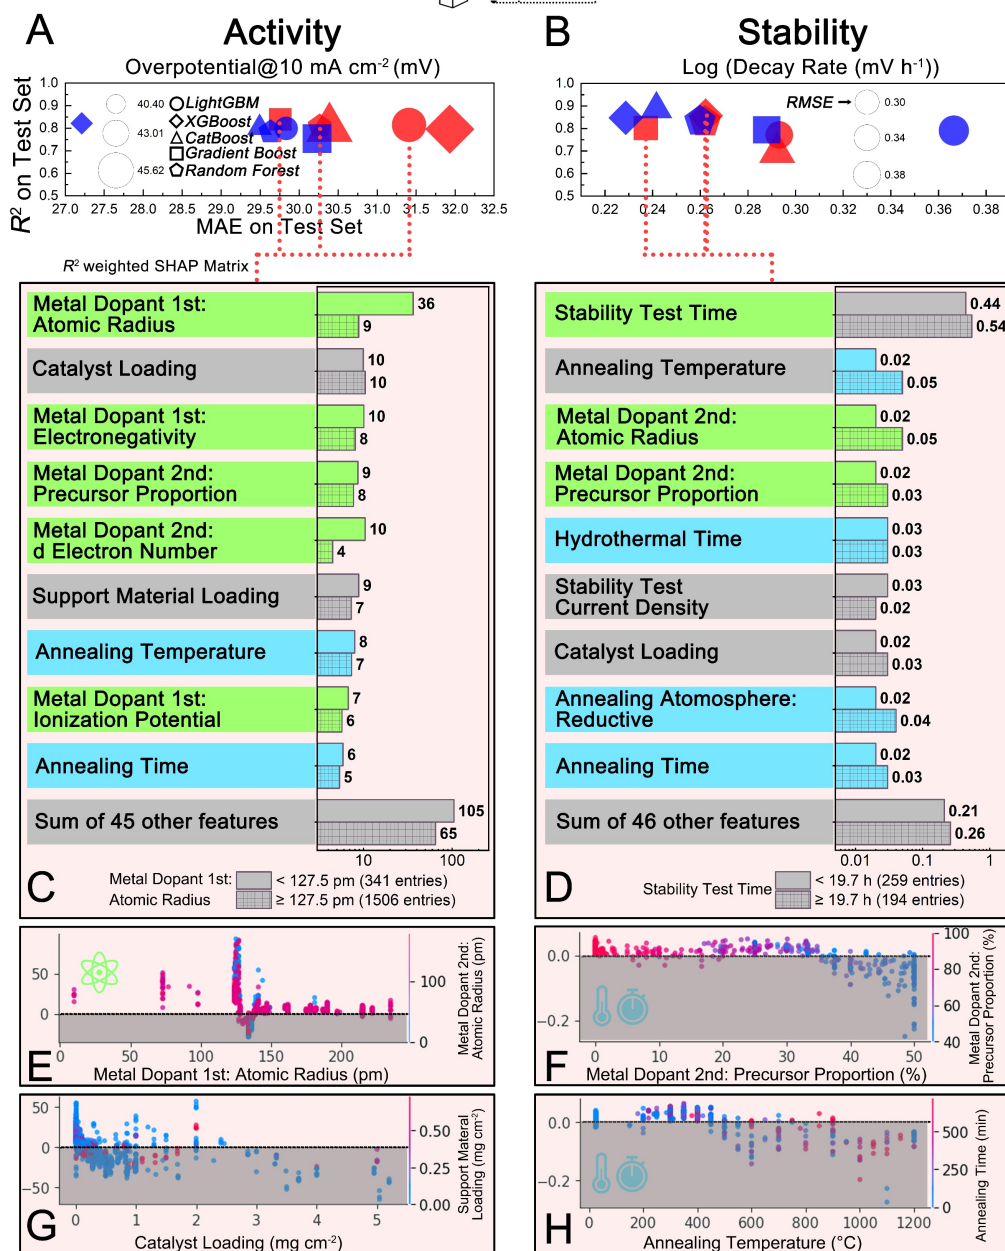 A
Activity
Overpotential@10 mA cm⁻² (mV)
R² on Test Set
1.0
0.9
0.8
0.7
0.6
0.5
40.40
43.01
45.62
LightGBM
XGBoost
CatBoost
Gradient Boost
Random Forest
27.0 27.5 28.0 28.5 29.0 29.5 30.0 30.5 31.0 31.5 32.0 32.5
MAE on Test Set
R² weighted SHAP Matrix
B
Stability
Log (Decay Rate (mV h⁻¹))
1.0
0.9
0.8
0.7
0.6
0.5
RMSE
0.30
0.34
0.38
0.22 0.24 0.26 0.28 0.30 0.32 0.34 0.36 0.38
Metal Dopant 1st:
Atomic Radius
36
9
Catalyst Loading
10
10
Metal Dopant 1st:
Electronegativity
10
8
Metal Dopant 2nd:
Precursor Proportion
9
8
Metal Dopant 2nd:
d Electron Number
10
4
Support Material Loading
9
7
Annealing Temperature
8
7
Metal Dopant 1st:
Ionization Potential
7
6
Annealing Time
6
5
Sum of 45 other features
105
65
10 100
C
Metal Dopant 1st:
Atomic Radius
< 127.5 pm (341 entries)
≥ 127.5 pm (1506 entries)
Stability Test Time
0.44
0.54
Annealing Temperature
0.02
0.05
Metal Dopant 2nd:
Atomic Radius
0.02
0.05
Metal Dopant 2nd:
Precursor Proportion
0.02
0.03
Hydrothermal Time
0.03
0.03
Stability Test
Current Density
0.03
0.02
Catalyst Loading
0.02
0.03
Annealing Atomosphere:
Reductive
0.02
0.04
Annealing Time
0.02
0.03
Sum of 46 other features
0.21
0.26
0.01 0.1 1
D
Stability Test Time
< 19.7 h (259 entries)
≥ 19.7 h (194 entries)
50
0
0 50 100 150 200
E
Metal Dopant 1st: Atomic Radius (pm)
100
0
Metal Dopant 2nd:
Atomic Radius (pm)
0.0
−0.2
0 10 20 30 40 50
F
Metal Dopant 2nd: Precursor Proportion (%)
100
80
60
40
Metal Dopant 2nd:
Precursor Proportion (%)
50
0
−50
0 1 2 3 4 5
G
Catalyst Loading (mg cm⁻²)
0.50
0.25
0.00
Support Material
Loading (mg cm⁻²)
0.0
−0.2
0 200 400 600 800 1000 1200
H
Annealing Temperature (°C)
500
250
0
Annealing Time (min)